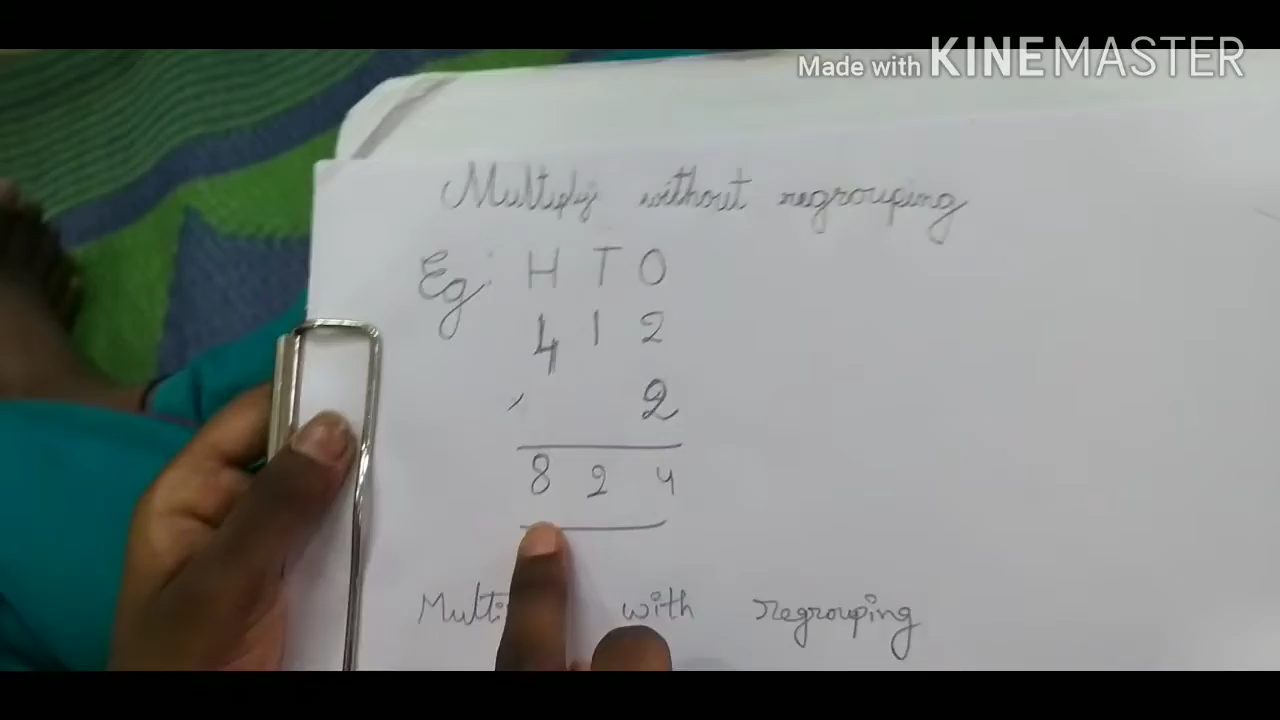 Made with KINEMASTER
Multiply without regrouping
Eg: H T O
4 1 2
2
8 2 4
with regrouping